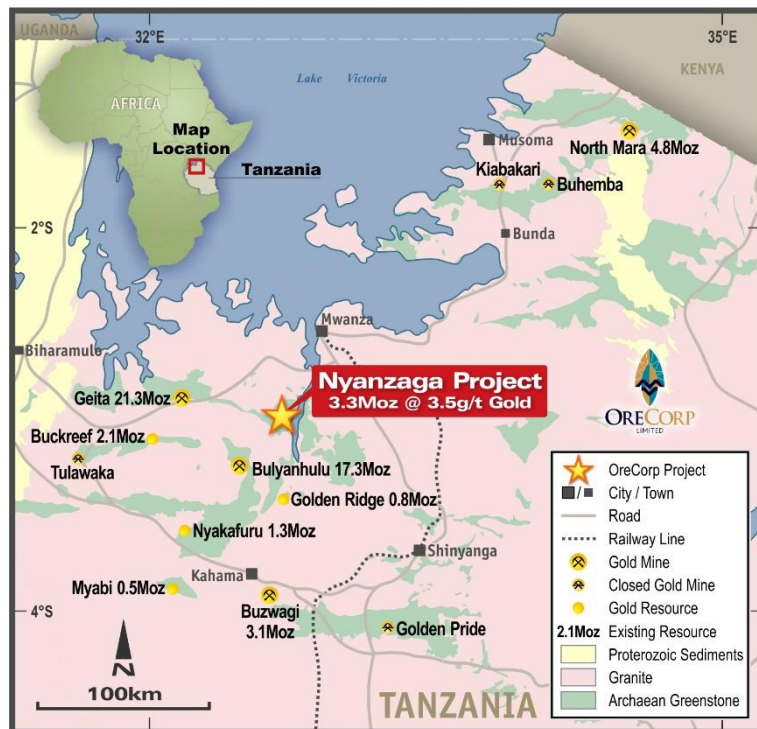 UGANDA
32°E
35°E
KENYA
Lake Victoria
AFRICA
Map
Location
Tanzania
Musoma
North Mara 4.8Moz
Kiabakari
Buhemba
2°S
2°S
Bunda
Mwanza
Biharamulo
Nyanzaga Project
3.3Moz @ 3.5g/t Gold
ORECORP
LIMITED
Geita 21.3Moz
Buckreef 2.1Moz
Tulawaka
Bulyanhulu 17.3Moz
Golden Ridge 0.8Moz
Nyakafuru 1.3Moz
Shinyanga
Kahama
Myabi 0.5Moz
Buzwagi
3.1Moz
Golden Pride
4°S
4°S
N
100km
TANZANIA
OreCorp Project
/ City / Town
Road
Railway Line
Gold Mine
Closed Gold Mine
Gold Resource
2.1Moz Existing Resource
Proterozoic Sediments
Granite
Archaean Greenstone